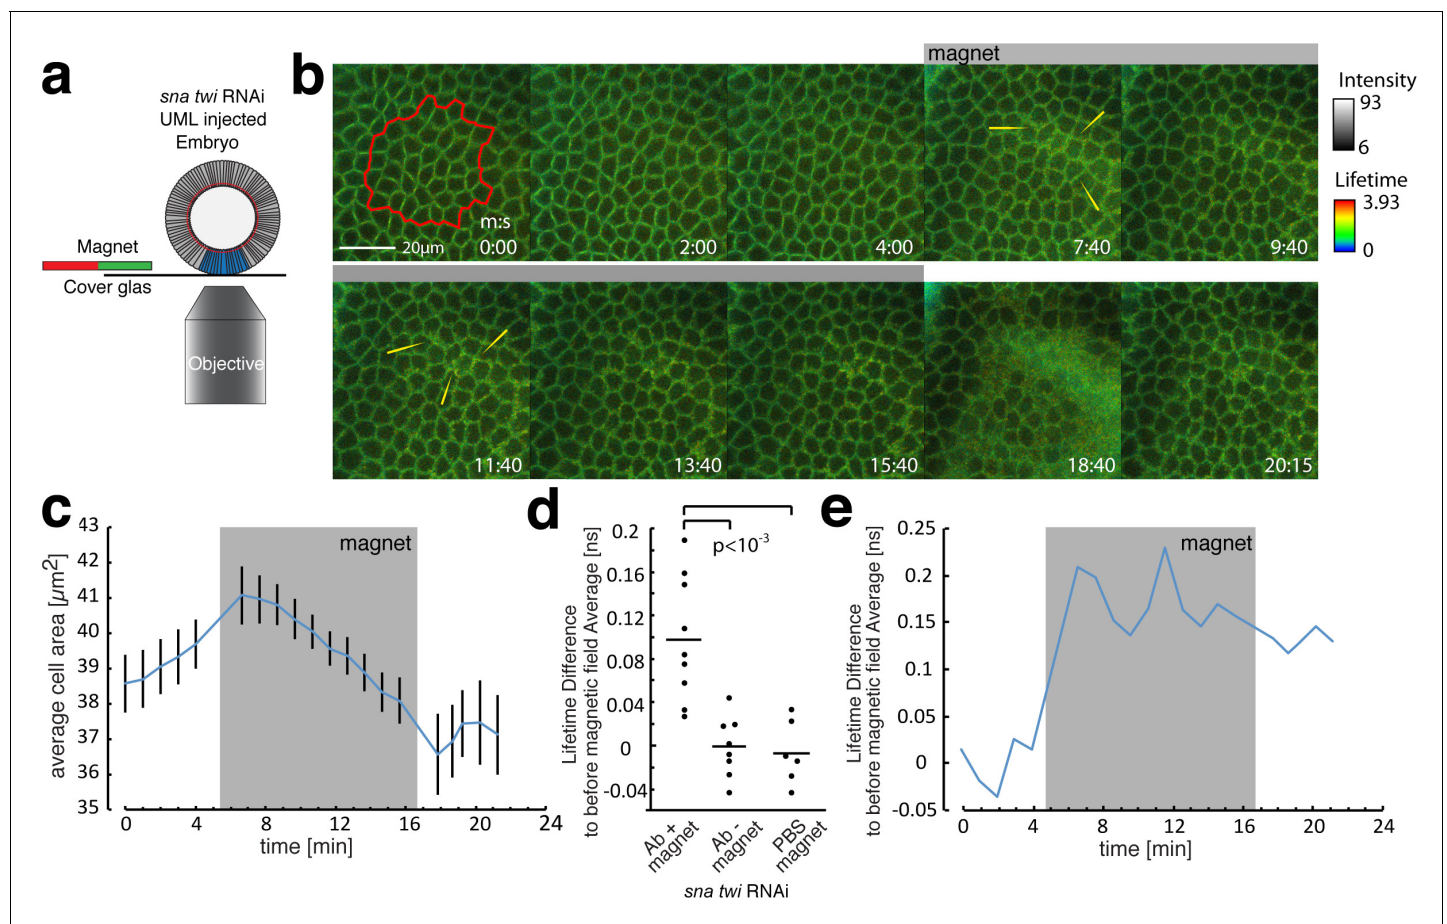 a
sna twi RNAi
UML injected
Embryo
Magnet
Cover glas
Objective
b
magnet
m:s
20μm
0:00
2:00
4:00
7:40
9:40
11:40
13:40
15:40
18:40
20:15
Intensity
93
6
Lifetime
3.93
0
c
average cell area [μm2]
43
42
41
40
39
38
37
36
35
magnet
0
4
8
12
16
20
24
time [min]
d
Lifetime Difference
to before magnetic field Average [ns]
0.2
0.16
0.12
0.08
0.04
0
-0.04
p<10-3
Ab +
magnet
Ab -
magnet
PBS
magnet
sna twi RNAi
e
Lifetime Difference
to before magnetic field Average [ns]
0.25
0.2
0.15
0.1
0.05
0
-0.05
magnet
0
4
8
12
16
20
24
time [min]